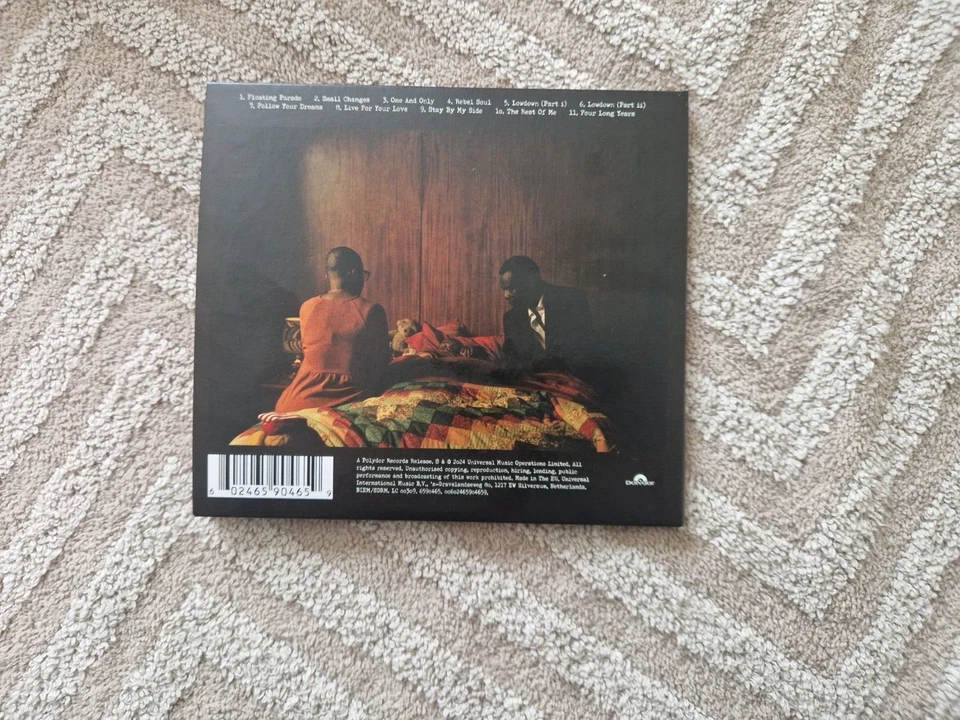 1. Floating Parade 2. Small Changes 3. One And Only 4. Rebel Soul 5. Lowdown (Part i) 6. Lowdown (Part ii)
7. Follow Your Dreams 8. Live For Your Love 9. Stay By My Side 10. The Rest Of Me 11. Four Long Years
A Polydor Records Release, ℗ & © 2024 Universal Music Operations Limited, All
rights reserved. Unauthorised copying, reproduction, hiring, lending, public
performance and broadcasting of this work prohibited. Made in The EU. Universal
International Music B.V., 's-Gravelandseweg 80, 1217 EW Hilversum, Netherlands.
BIEM/SDRM, LC 00309, 6590465, 00602465904659,
Polydor
6 02465 90465 9